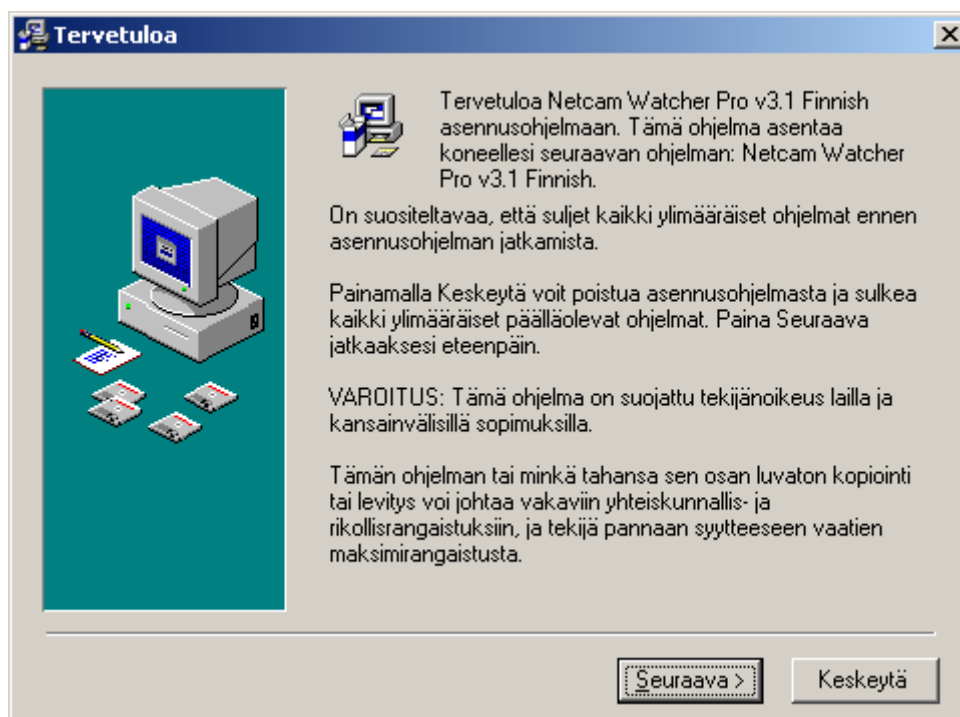 Tervetuloa
Tervetuloa Netcam Watcher Pro v3.1 Finnish
asennusohjelmaan. Tämä ohjelma asentaa
koneellesi seuraavan ohjelman: Netcam Watcher
Pro v3.1 Finnish.
On suositeltavaa, että suljet kaikki ylimääräiset ohjelmat ennen
asennusohjelman jatkamista.
Painamalla Keskeytä voit poistua asennusohjelmasta ja sulkea
kaikki ylimääräiset päälläolevat ohjelmat. Paina Seuraava
jatkaaksesi eteenpäin.
VAROITUS: Tämä ohjelma on suojattu tekijänoikeus lailla ja
kansainvälisillä sopimuksilla.
Tämän ohjelman tai minkä tahansa sen osan luvaton kopiointi
tai levitys voi johtaa vakaviin yhteiskunnallis- ja
rikollisrangaistuksiin, ja tekijä pannaan syytteeseen vaatien
maksimirangaistusta.
Seuraava >
Keskeytä